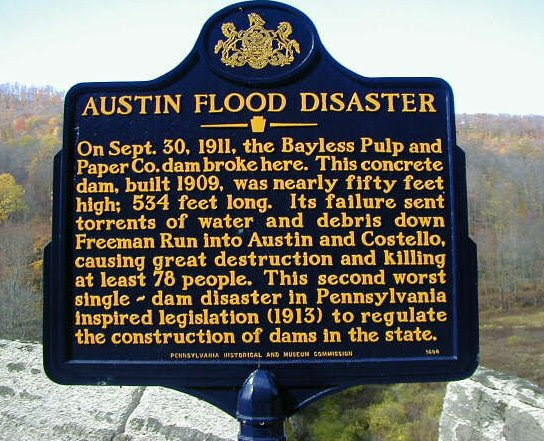 AUSTIN FLOOD DISASTER
On Sept. 30, 1911, the Bayless Pulp and
Paper Co. dam broke here. This concrete
dam, built 1909, was nearly fifty feet
high; 534 feet long. Its failure sent
torrents of water and debris down
Freeman Run into Austin and Costello,
causing great destruction and killing
at least 78 people. This second worst
single - dam disaster in Pennsylvania
inspired legislation (1913) to regulate
the construction of dams in the state.
PENNSYLVANIA HISTORICAL AND MUSEUM COMMISSION